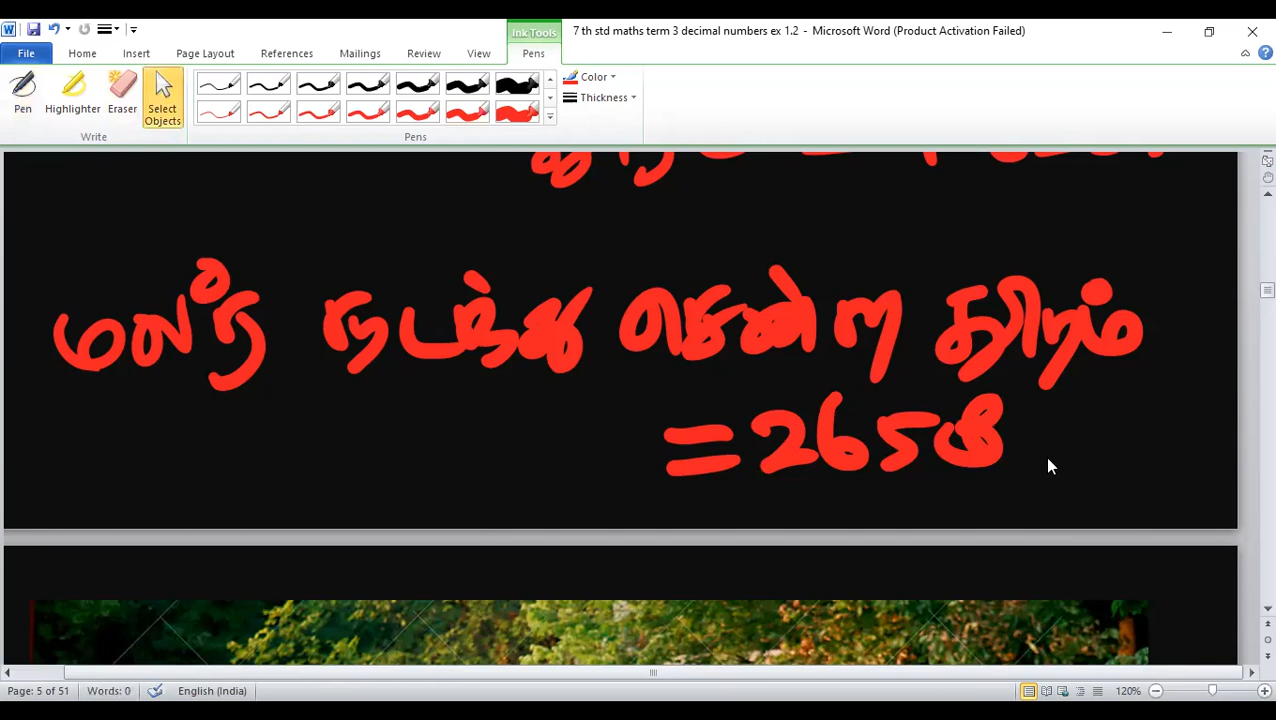 7 th std maths term 3 decimal numbers ex 1.2 - Microsoft Word (Product Activation Failed)
Ink Tools
File Home Insert Page Layout References Mailings Review View Pens
Pen Highlighter Eraser Select Objects
Color
Thickness
Write Pens
மலர் நடந்து சென்ற தூரம்
=265மீ
Page: 5 of 51 Words: 0 English (India) 120%